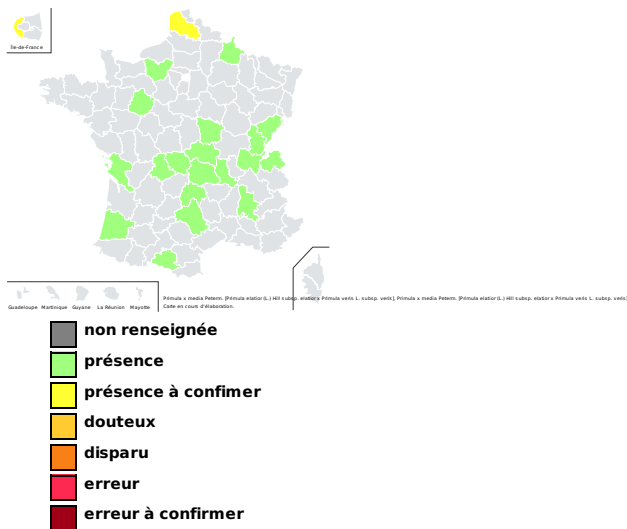 Île-de-France
Guadeloupe Martinique Guyane La Réunion Mayotte
Primula x media Peterm. [Primula elatior (L.) Hill subsp. elatior x Primula veris L. subsp. veris], Primula x media Peterm. [Primula elatior (L.) Hill subsp. elatior x Primula veris L. subsp. veris]
Carte en cours d'élaboration.
non renseignée
présence
présence à confimer
douteux
disparu
erreur
erreur à confirmer